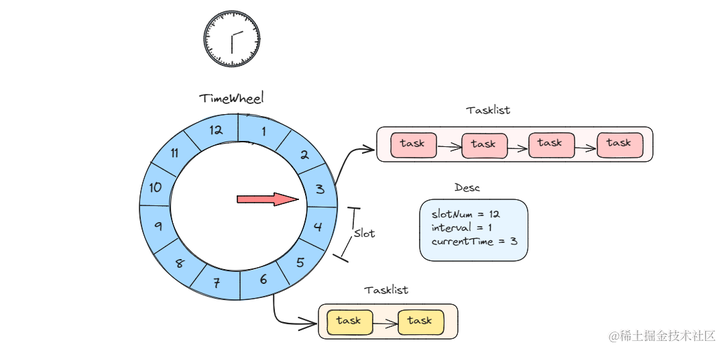 TimeWheel
12
1
2
3
4
5
6
7
8
9
10
11
Slot
Tasklist
task
task
task
task
Desc
slotNum = 12
interval = 1
currentTime = 3
Tasklist
task
task
@稀土掘金技术社区